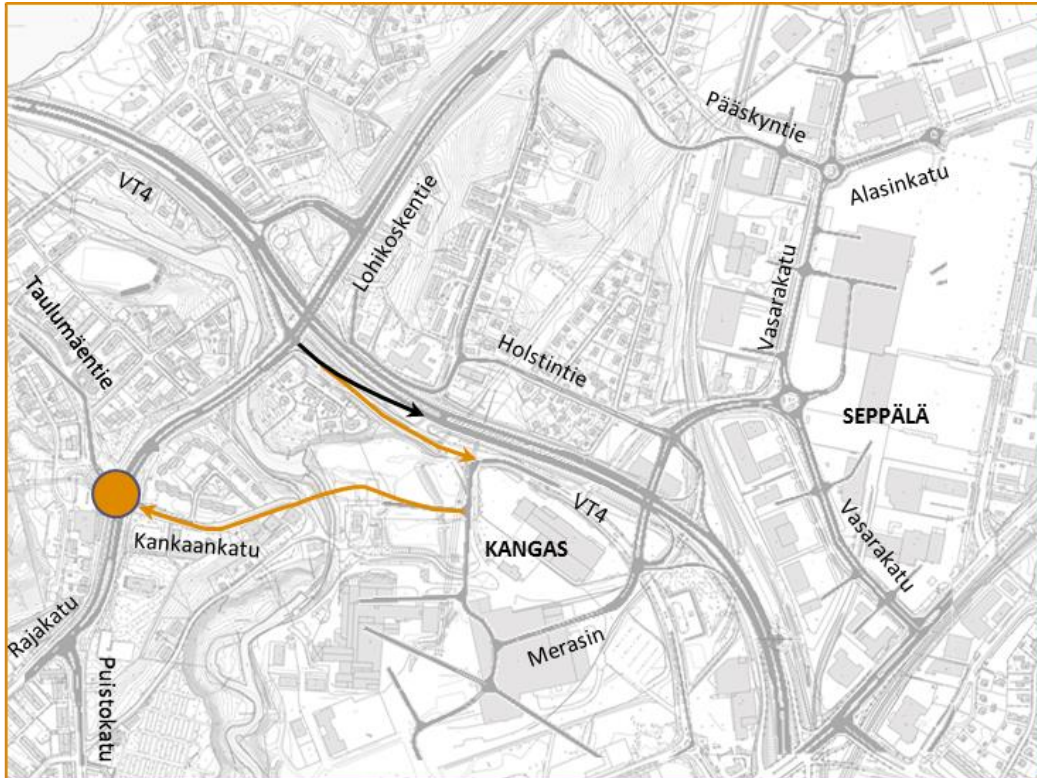 Pääskyntie
Alasinkatu
VT4
Lohikoskentie
Taulumäentie
Vasarakatu
Holstintie
SEPPÄLÄ
VT4
Vasarakatu
KANGAS
Kankaankatu
Merasin
Rajakatu
Puistokatu